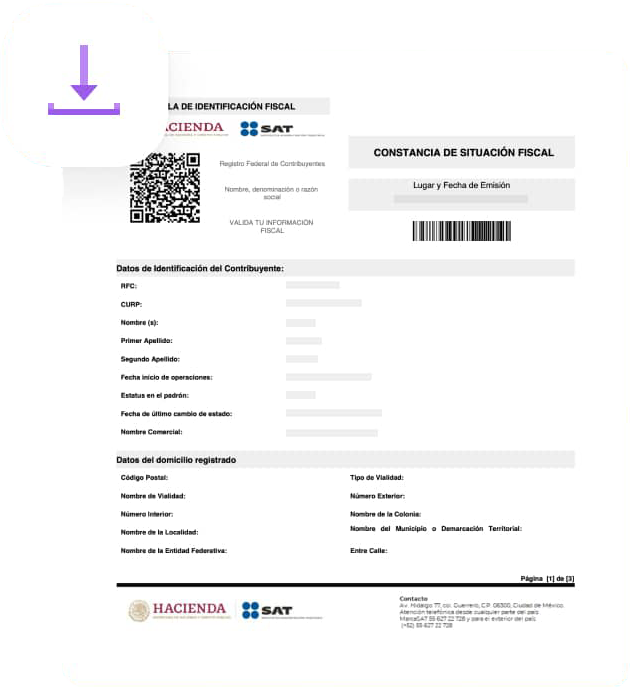 LA DE IDENTIFICACIÓN FISCAL
CIENDA
SAT
Registro Federal de Contribuyentes
Nombre, denominación o razón
social
VALIDA TU INFORMACIÓN
FISCAL
CONSTANCIA DE SITUACIÓN FISCAL
Lugar y Fecha de Emisión
Datos de Identificación del Contribuyente:
RFC:
CURP:
Nombre (s):
Primer Apellido:
Segundo Apellido:
Fecha inicio de operaciones:
Estatus en el padrón:
Fecha de último cambio de estado:
Nombre Comercial:
Datos del domicilio registrado
Código Postal:
Tipo de Vialidad:
Nombre de Vialidad:
Número Exterior:
Número Interior:
Nombre de la Colonia:
Nombre de la Localidad:
Nombre del Municipio o Demarcación Territorial:
Nombre de la Entidad Federativa:
Entre Calle:
Página [1] de [3]
HACIENDA
SAT
Contacto
Av. Hidalgo 77, col. Guerrero, C.P. 06300, Ciudad de México.
Atención telefónica desde cualquier parte del país:
MarcaSAT 55 627 22 728 y para el exterior del país
(+52) 55 627 22 728